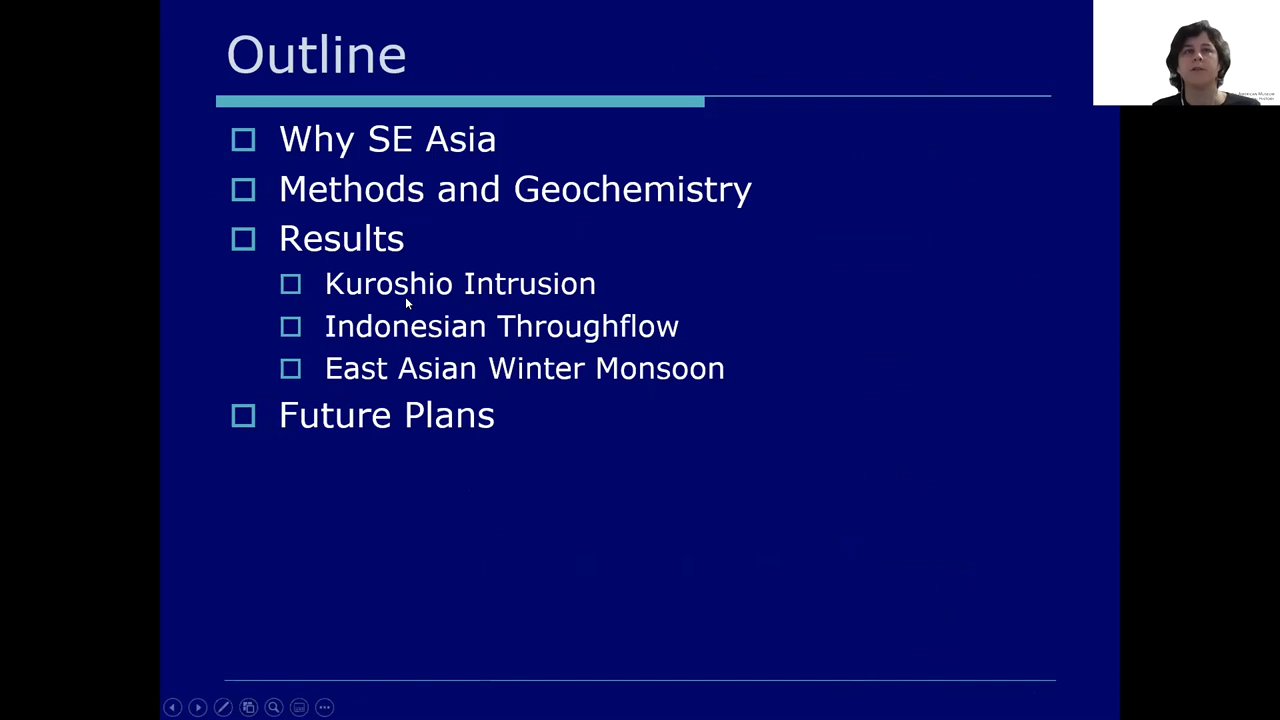 Outline
Why SE Asia
Methods and Geochemistry
Results
Kuroshio Intrusion
Indonesian Throughflow
East Asian Winter Monsoon
Future Plans